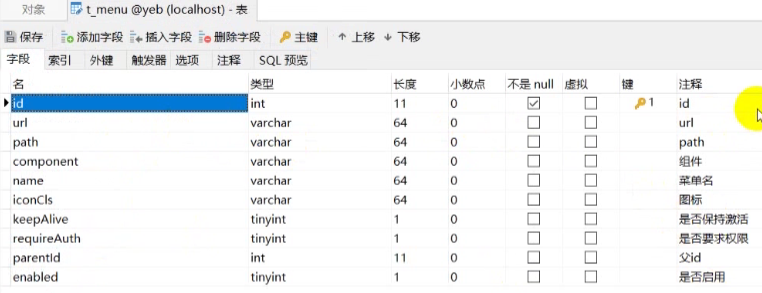 对象 t_menu @yeb (localhost) - 表
保存 添加字段 插入字段 删除字段 主键 上移 下移
字段 索引 外键 触发器 选项 注释 SQL 预览
名 类型 长度 小数点 不是 null 虚拟 键 注释
id int 11 0 1 id
url varchar 64 0 url
path varchar 64 0 path
component varchar 64 0 组件
name varchar 64 0 菜单名
iconCls varchar 64 0 图标
keepAlive tinyint 1 0 是否保持激活
requireAuth tinyint 1 0 是否要求权限
parentId int 11 0 父id
enabled tinyint 1 0 是否启用